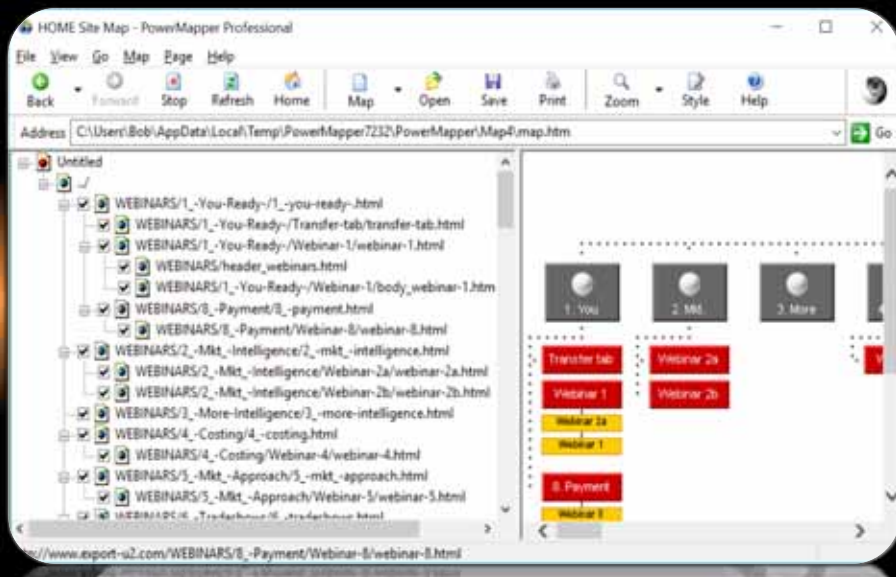 HOME Site Map - PowerMapper Professional
File View Go Map Page Help
Back Forward Stop Refresh Home Map Open Save Print Zoom Style Help
Address C:\Users\Bob\AppData\Local\Temp\PowerMapper7232\PowerMapper\Map4\map.htm Go
Untitled
./
WEBINARS/1_-You-Ready-/1_-you-ready-.html
WEBINARS/1_-You-Ready-/Transfer-tab/transfer-tab.html
WEBINARS/1_-You-Ready-/Webinar-1/webinar-1.html
WEBINARS/header_webinars.html
WEBINARS/1_-You-Ready-/Webinar-1/body_webinar-1.htm
WEBINARS/8_-Payment/8_-payment.html
WEBINARS/8_-Payment/Webinar-8/webinar-8.html
WEBINARS/2_-Mkt_-Intelligence/2_-mkt_-intelligence.html
WEBINARS/2_-Mkt_-Intelligence/Webinar-2a/webinar-2a.html
WEBINARS/2_-Mkt_-Intelligence/Webinar-2b/webinar-2b.html
WEBINARS/3_-More-Intelligence/3_-more-intelligence.html
WEBINARS/4_-Costing/4_-costing.html
WEBINARS/4_-Costing/Webinar-4/webinar-4.html
WEBINARS/5_-Mkt_-Approach/5_-mkt_-approach.html
WEBINARS/5_-Mkt_-Approach/Webinar-5/webinar-5.html
WEBINARS/6_-Tradeshows/6_-tradeshows.html
1. You 2. Mkt. 3. More
Transfer tab Webinar 2a
Webinar 1 Webinar 2b
Webinar 2a
Webinar 1
8. Payment
Webinar 8
://www.export-u2.com/WEBINARS/8_-Payment/Webinar-8/webinar-8.html